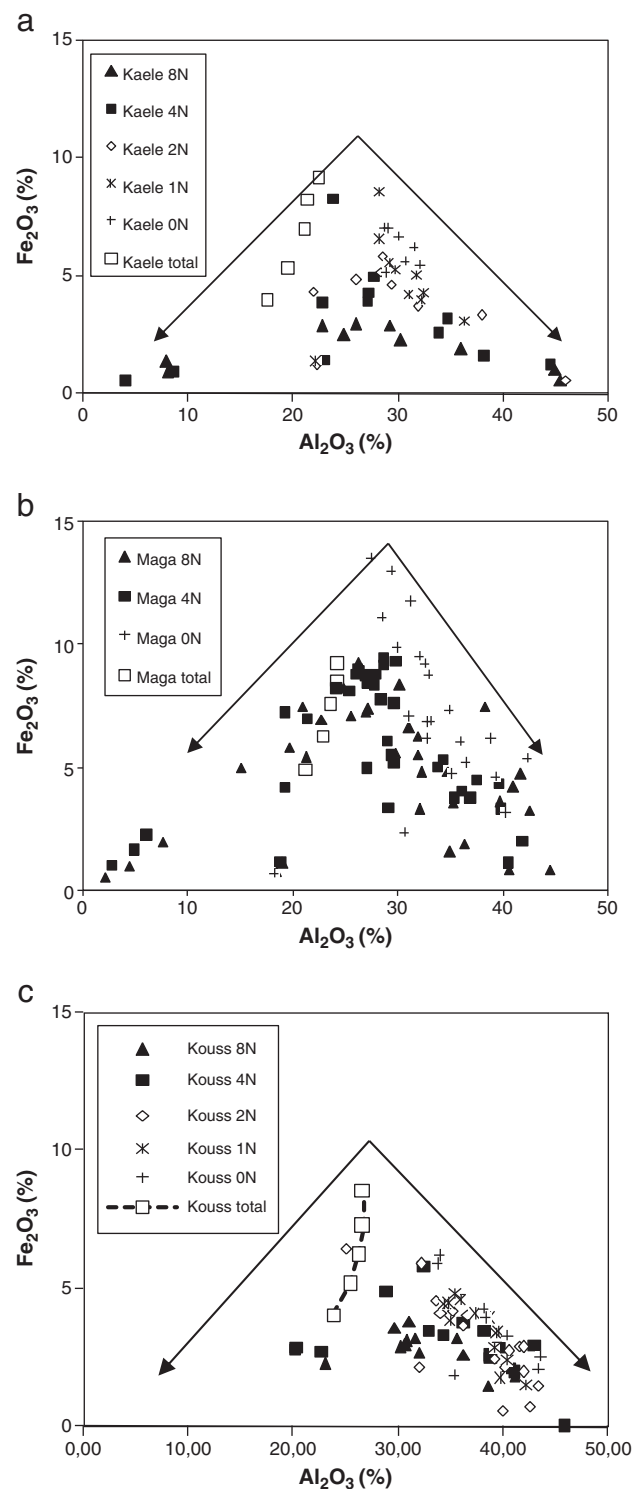 a
15
10
5
0
Fe₂O₃ (%)
Kaele 8N
Kaele 4N
Kaele 2N
Kaele 1N
Kaele 0N
Kaele total
0 10 20 30 40 50
Al₂O₃ (%)
b
15
10
5
0
Fe₂O₃ (%)
Maga 8N
Maga 4N
Maga 0N
Maga total
0 10 20 30 40 50
Al₂O₃ (%)
c
15
10
5
0
Fe₂O₃ (%)
Kouss 8N
Kouss 4N
Kouss 2N
Kouss 1N
Kouss 0N
Kouss total
0,00 10,00 20,00 30,00 40,00 50,00
Al₂O₃ (%)